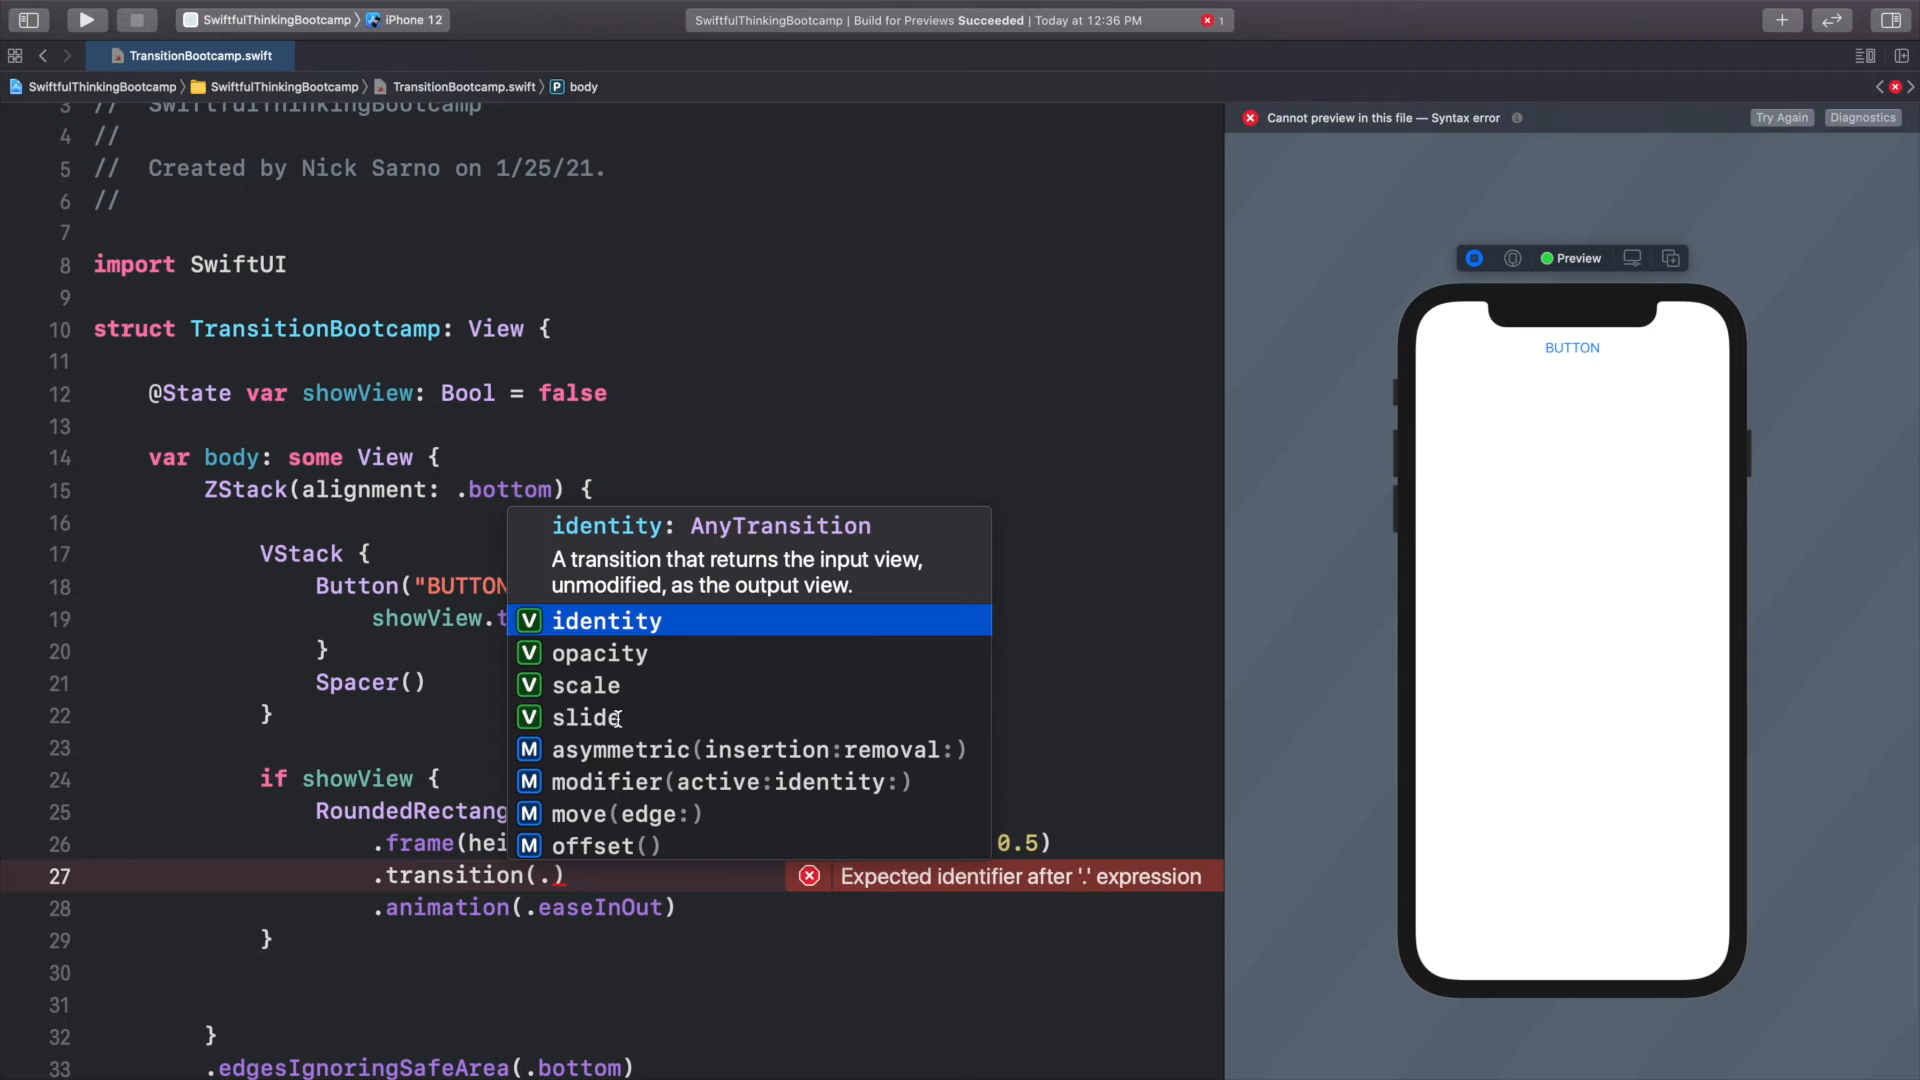 SwiftfulThinkingBootcamp 〉 iPhone 12
SwiftfulThinkingBootcamp | Build for Previews Succeeded | Today at 12:36 PM
1
TransitionBootcamp.swift
SwiftfulThinkingBootcamp 〉 SwiftfulThinkingBootcamp 〉 TransitionBootcamp.swift 〉 P body
3 // SwiftfulThinkingBootcamp
4 //
5 // Created by Nick Sarno on 1/25/21.
6 //
7
8 import SwiftUI
9
10 struct TransitionBootcamp: View {
11
12 @State var showView: Bool = false
13
14 var body: some View {
15 ZStack(alignment: .bottom) {
16
17 VStack {
18 Button("BUTTON
19 showView.t
20 }
21 Spacer()
22 }
23
24 if showView {
25 RoundedRectang
26 .frame(hei 0.5)
27 .transition(.)
Expected identifier after '.' expression
28 .animation(.easeInOut)
29 }
30
31
32 }
33 .edgesIgnoringSafeArea(.bottom)
identity: AnyTransition
A transition that returns the input view,
unmodified, as the output view.
V identity
V opacity
V scale
V slide
M asymmetric(insertion:removal:)
M modifier(active:identity:)
M move(edge:)
M offset()
Cannot preview in this file — Syntax error
Try Again
Diagnostics
Preview
BUTTON